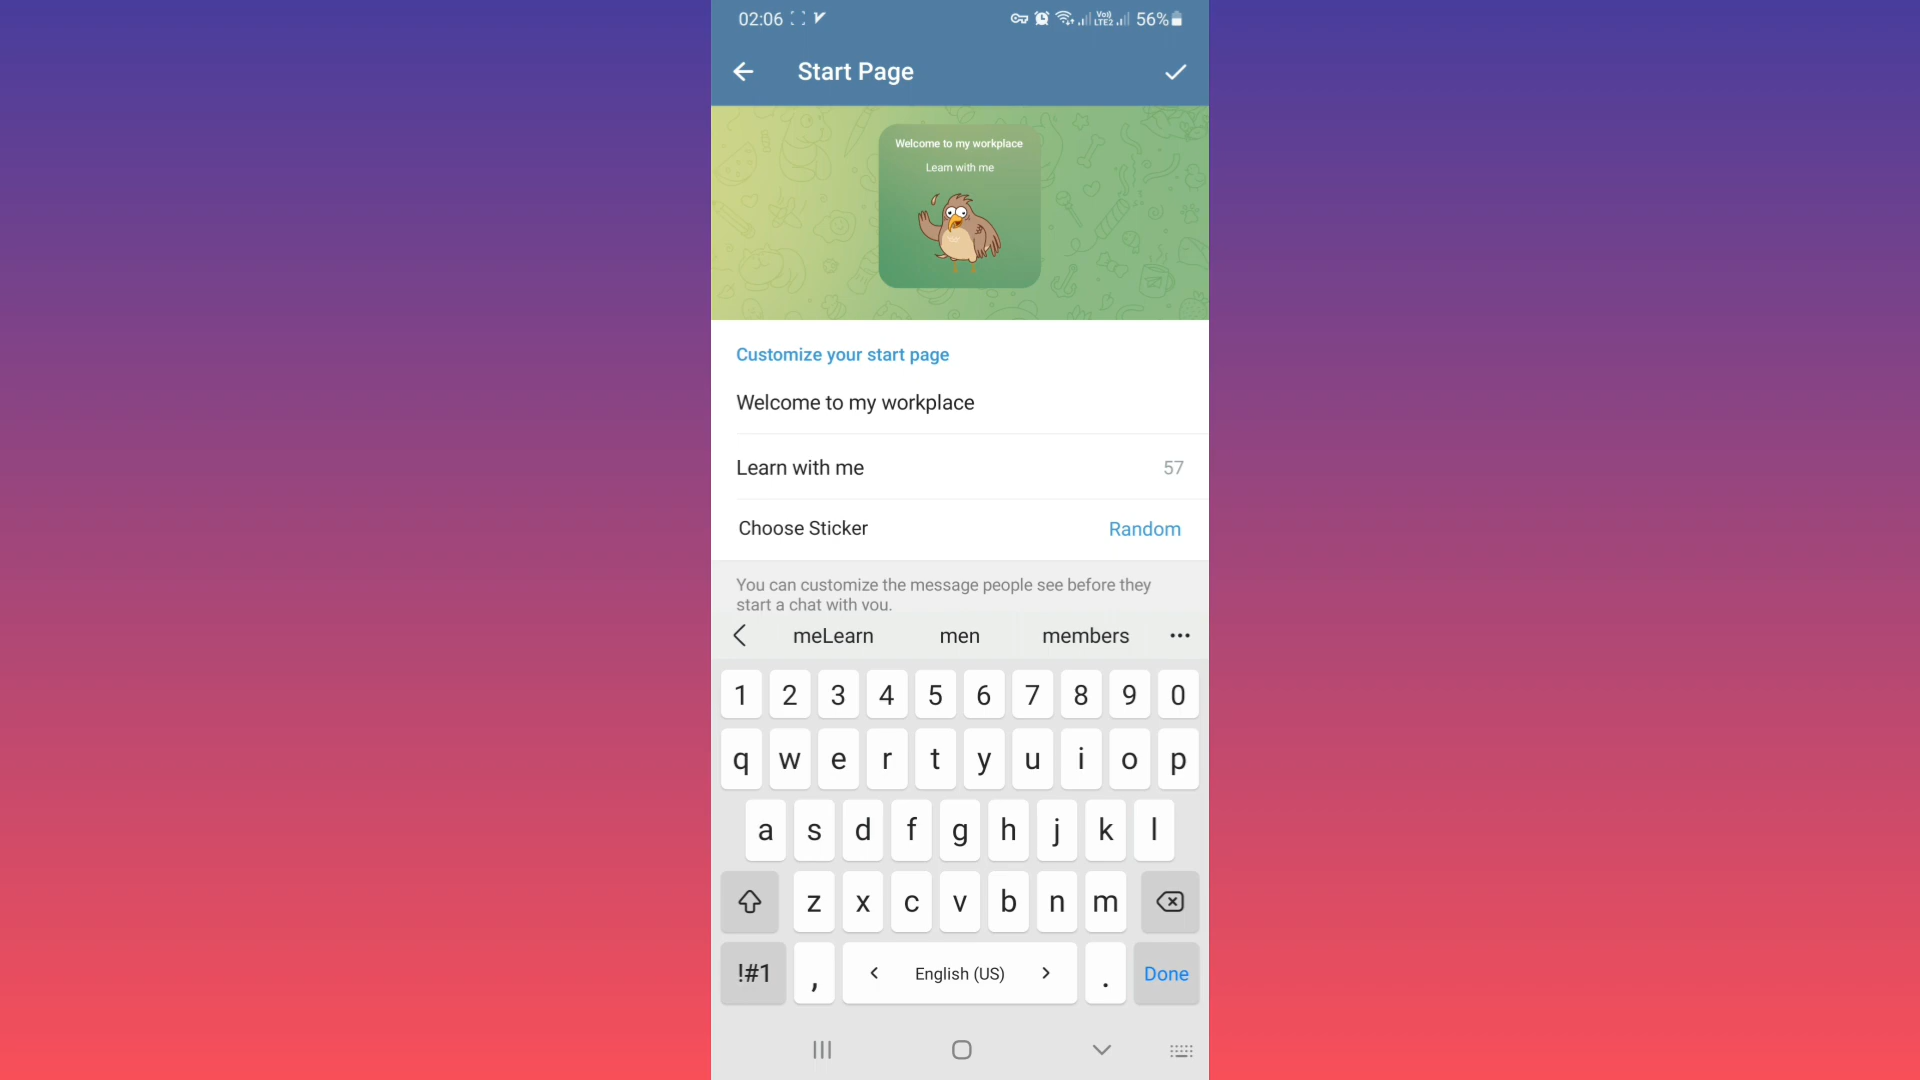 02:06
Vo))
LTE2
56%
Start Page
Welcome to my workplace
Learn with me
Customize your start page
Welcome to my workplace
Learn with me 57
Choose Sticker Random
You can customize the message people see before they
start a chat with you.
meLearn men members
1 2 3 4 5 6 7 8 9 0
q w e r t y u i o p
a s d f g h j k l
z x c v b n m
!#1 , < English (US) > . Done